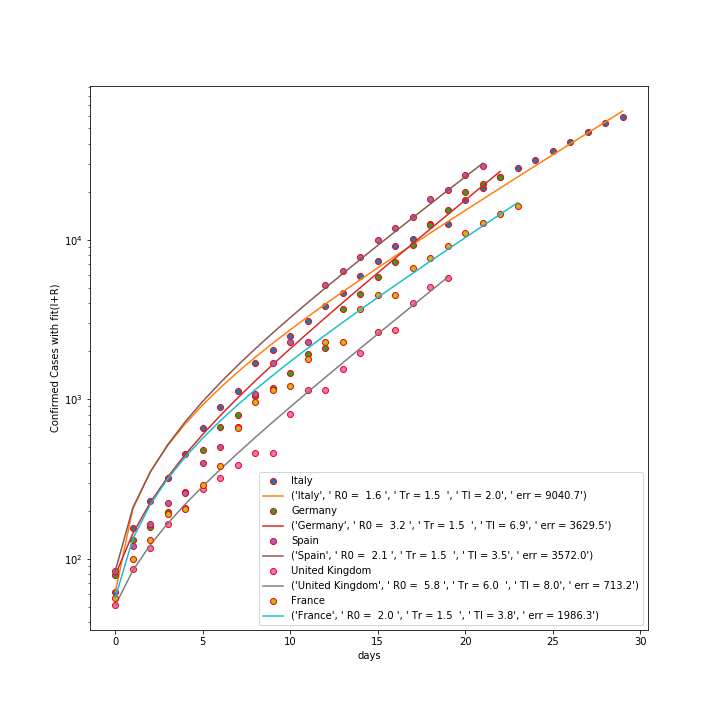 Confirmed Cases with fit(I+R)
10⁴
10³
10²
Italy
('Italy', ' R0 =  1.6 ', ' Tr = 1.5  ', ' TI = 2.0', ' err = 9040.7')
Germany
('Germany', ' R0 =  3.2 ', ' Tr = 1.5  ', ' TI = 6.9', ' err = 3629.5')
Spain
('Spain', ' R0 =  2.1 ', ' Tr = 1.5  ', ' TI = 3.5', ' err = 3572.0')
United Kingdom
('United Kingdom', ' R0 =  5.8 ', ' Tr = 6.0  ', ' TI = 8.0', ' err = 713.2')
France
('France', ' R0 =  2.0 ', ' Tr = 1.5  ', ' TI = 3.8', ' err = 1986.3')
0 5 10 15 20 25 30
days